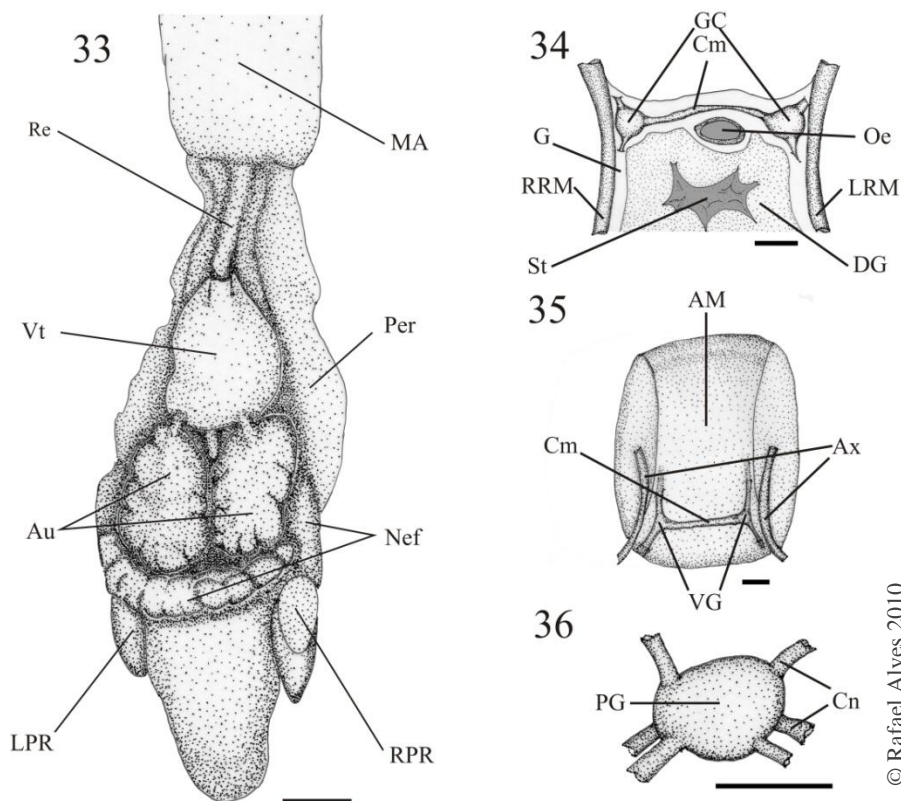 33
Re
MA
Vt
Per
Au
Nef
LPR
RPR
34
GC
Cm
G
Oe
RRM
LRM
St
DG
35
AM
Cm
Ax
VG
36
PG
Cn
© Rafael Alves 2010